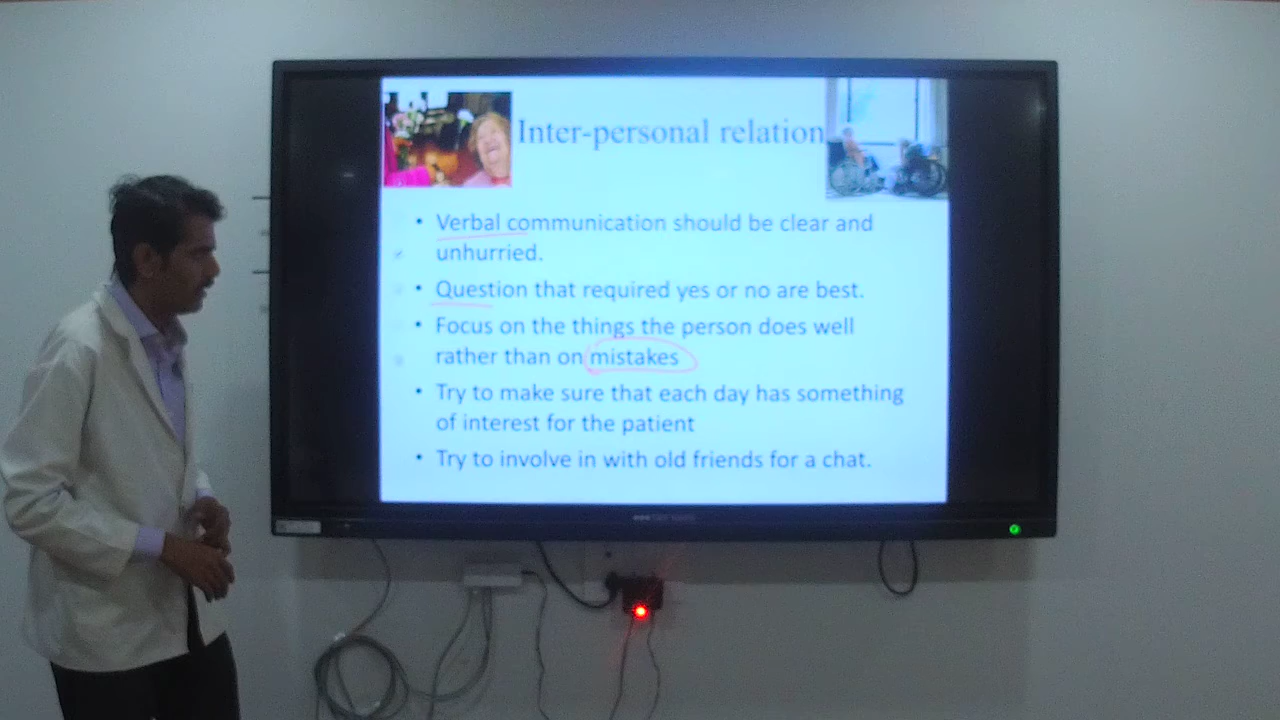 Inter-personal relation
• Verbal communication should be clear and
unhurried.
• Question that required yes or no are best.
• Focus on the things the person does well
rather than on mistakes
• Try to make sure that each day has something
of interest for the patient
• Try to involve in with old friends for a chat.